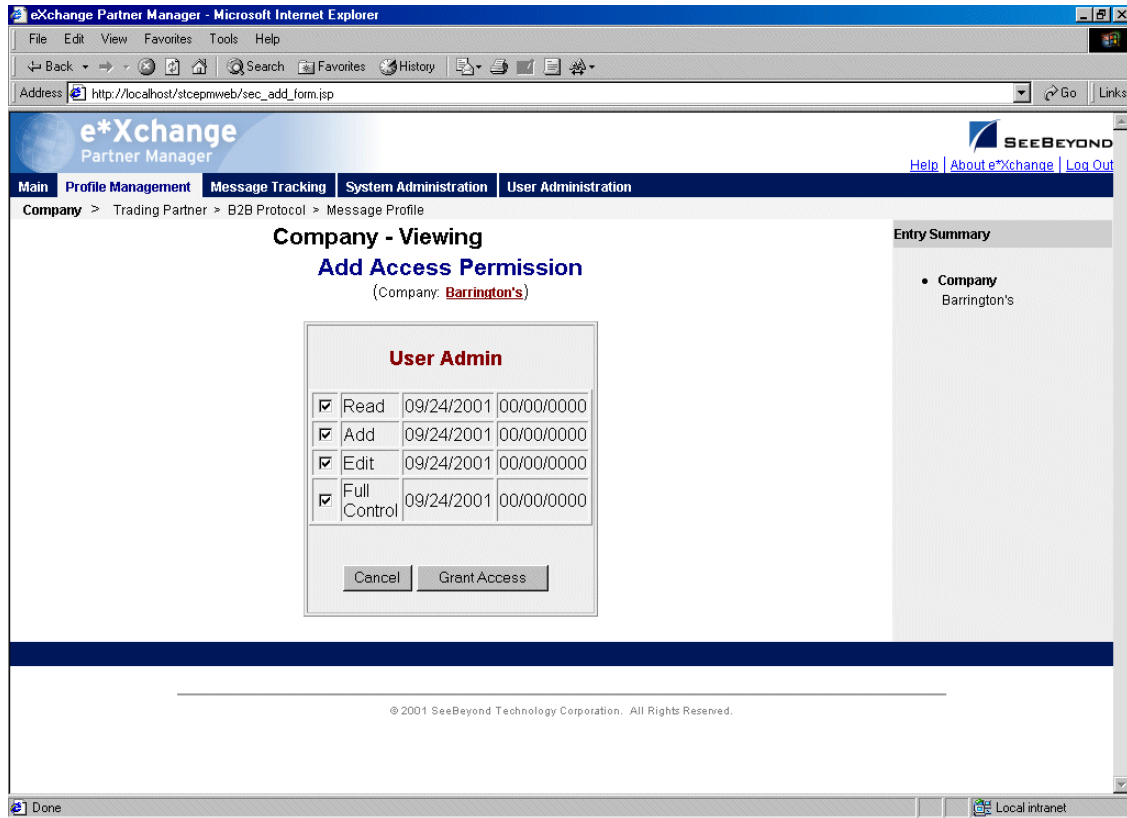 eXchange Partner Manager - Microsoft Internet Explorer
File Edit View Favorites Tools Help
Back Search Favorites History
Address http://localhost/stcepmweb/sec_add_form.jsp Go Links
e*Xchange
Partner Manager
SEEBEYOND
Help | About e*Xchange | Log Out
Main Profile Management Message Tracking System Administration User Administration
Company > Trading Partner > B2B Protocol > Message Profile
Company - Viewing
Add Access Permission
(Company: Barrington's)
Entry Summary
• Company
Barrington's
User Admin
Read 09/24/2001 00/00/0000
Add 09/24/2001 00/00/0000
Edit 09/24/2001 00/00/0000
Full
Control 09/24/2001 00/00/0000
Cancel Grant Access
© 2001 SeeBeyond Technology Corporation. All Rights Reserved.
Done Local intranet